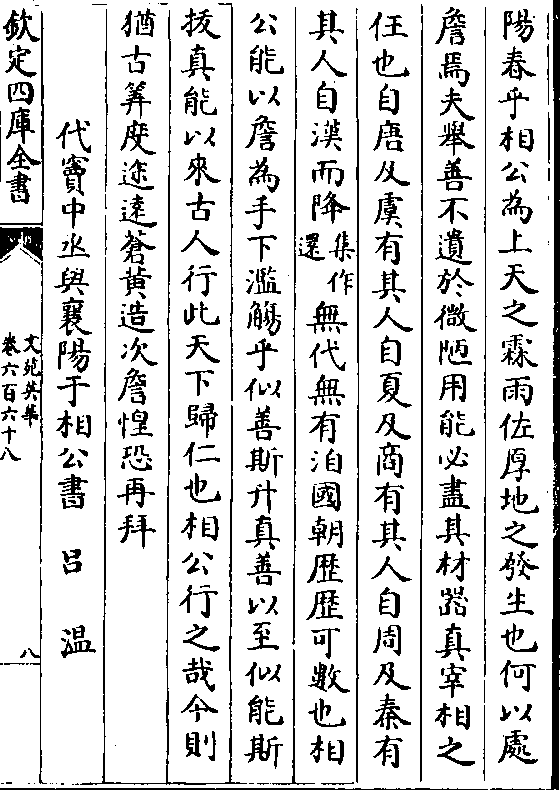 陽春乎相公為上天之霖雨佐厚地之發生也何以處
詹焉夫舉善不遺於微陋用能必盡其材器真宰相之
任也自唐及虞有其人自夏及商有其人自周及秦有
其人自漢而降集作還無代無有洎國朝歴歴可數也相
公能以詹為手下濫觴乎似善斯升真善以至似能斯
拔真能以來古人行此天下歸仁也相公行之哉今則
猶古筭度途逺蒼黄造次詹惶恐再拜
代竇中丞與襄陽于相公書 吕温
欽定四庫全書
文苑英華
卷六百六十八
八